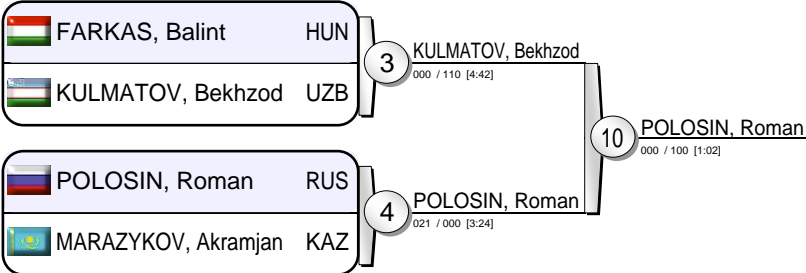 FARKAS, Balint HUN
KULMATOV, Bekhzod UZB
3
KULMATOV, Bekhzod
000 / 110 [4:42]
POLOSIN, Roman RUS
MARAZYKOV, Akramjan KAZ
4
POLOSIN, Roman
021 / 000 [3:24]
10
POLOSIN, Roman
000 / 100 [1:02]